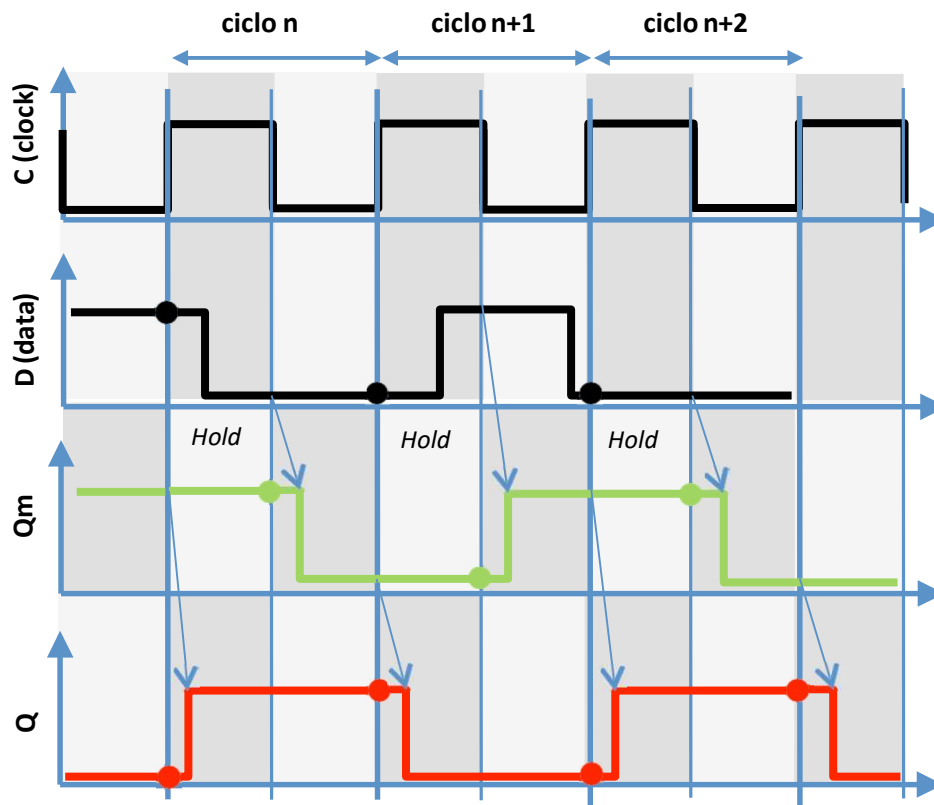 ciclo n
ciclo n+1
ciclo n+2
C (clock)
D (data)
Hold
Hold
Hold
Qm
Q